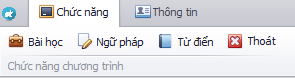 Chức năng Thông tin
Bài học Ngữ pháp Từ điển Thoát
Chức năng chương trình